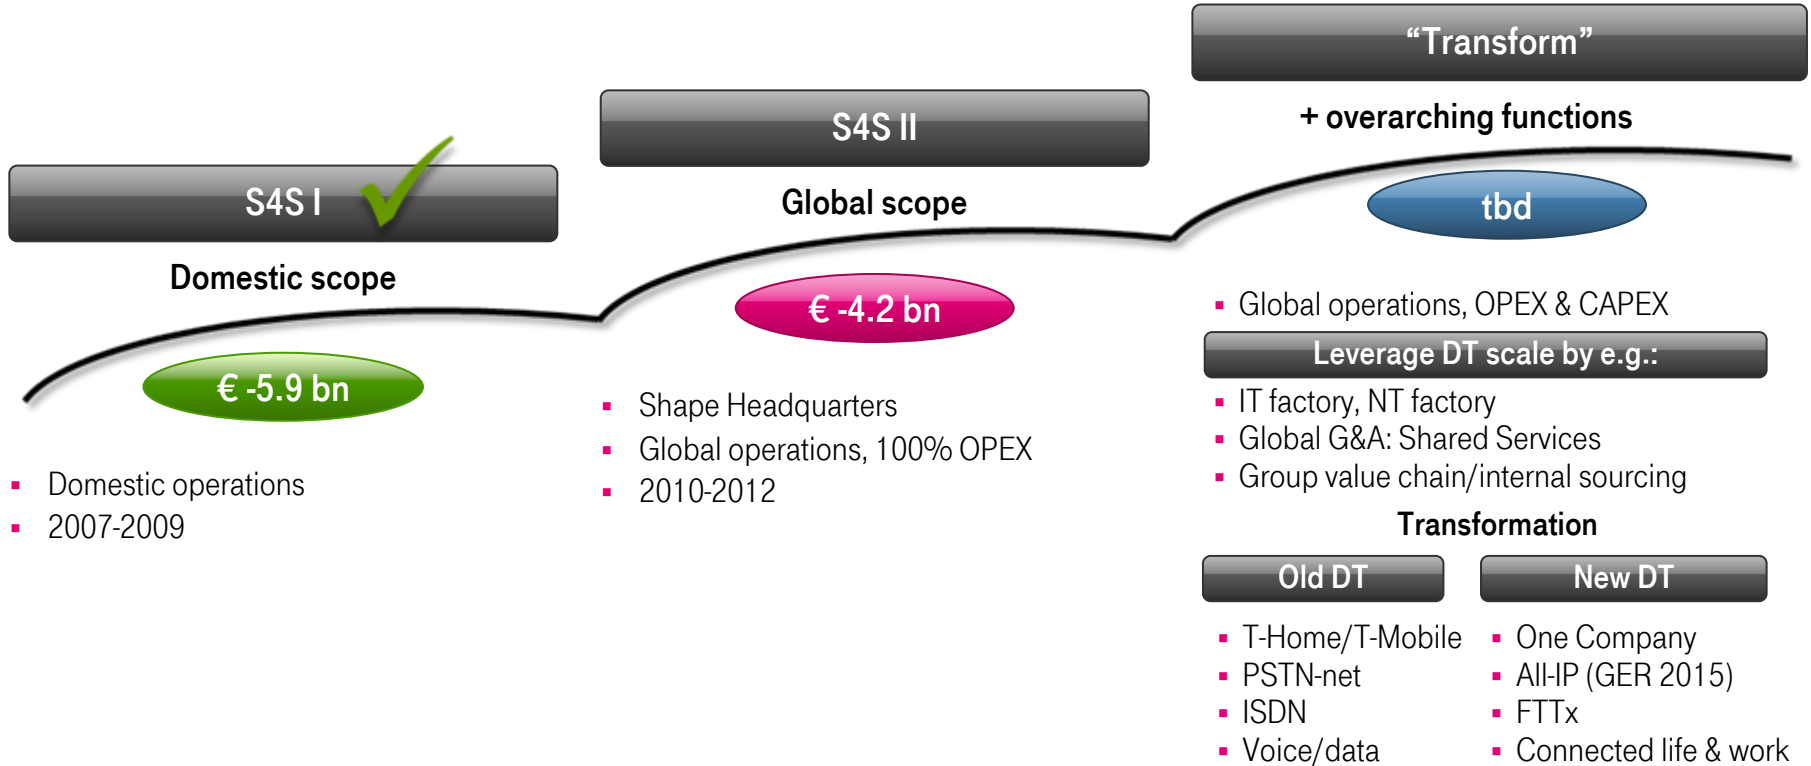 S4S I
Domestic scope
€ -5.9 bn
▪ Domestic operations
▪ 2007-2009
S4S II
Global scope
€ -4.2 bn
▪ Shape Headquarters
▪ Global operations, 100% OPEX
▪ 2010-2012
“Transform”
+ overarching functions
tbd
▪ Global operations, OPEX & CAPEX
Leverage DT scale by e.g.:
▪ IT factory, NT factory
▪ Global G&A: Shared Services
▪ Group value chain/internal sourcing
Transformation
Old DT
▪ T-Home/T-Mobile
▪ PSTN-net
▪ ISDN
▪ Voice/data
New DT
▪ One Company
▪ All-IP (GER 2015)
▪ FTTx
▪ Connected life & work